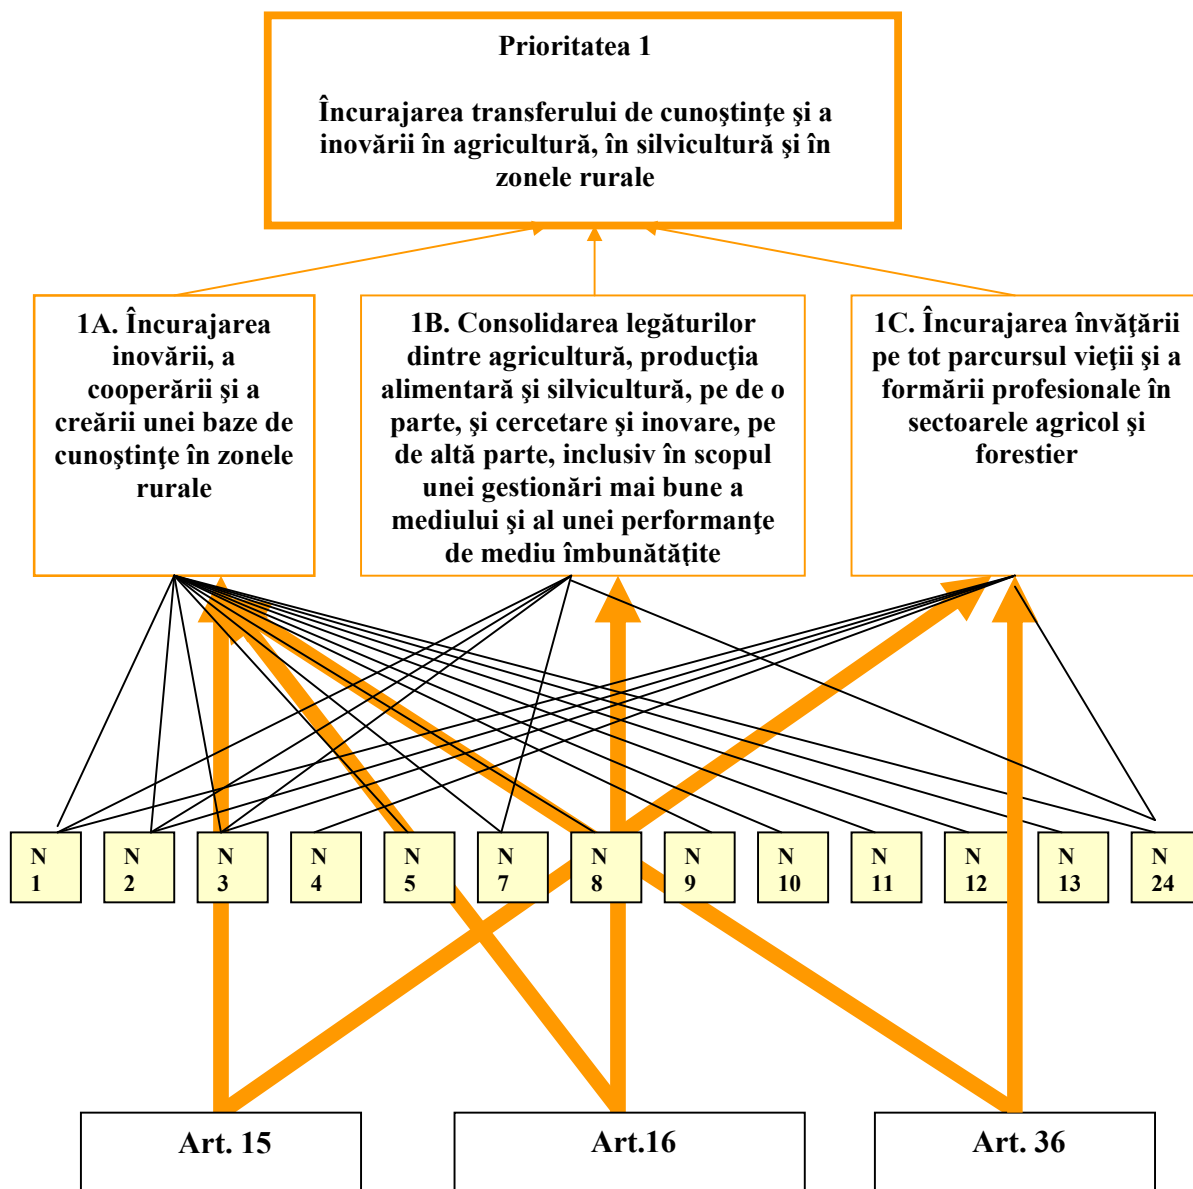 Prioritatea 1
Încurajarea transferului de cunoştinţe şi a
inovării în agricultură, în silvicultură şi în
zonele rurale
1A. Încurajarea
inovării, a
cooperării şi a
creării unei baze de
cunoştinţe în zonele
rurale
1B. Consolidarea legăturilor
dintre agricultură, producţia
alimentară şi silvicultură, pe de o
parte, şi cercetare şi inovare, pe
de altă parte, inclusiv în scopul
unei gestionări mai bune a
mediului şi al unei performanţe
de mediu îmbunătățite
1C. Încurajarea învăţării
pe tot parcursul vieţii şi a
formării profesionale în
sectoarele agricol şi
forestier
N
1
N
2
N
3
N
4
N
5
N
7
N
8
N
9
N
10
N
11
N
12
N
13
N
24
Art. 15
Art.16
Art. 36